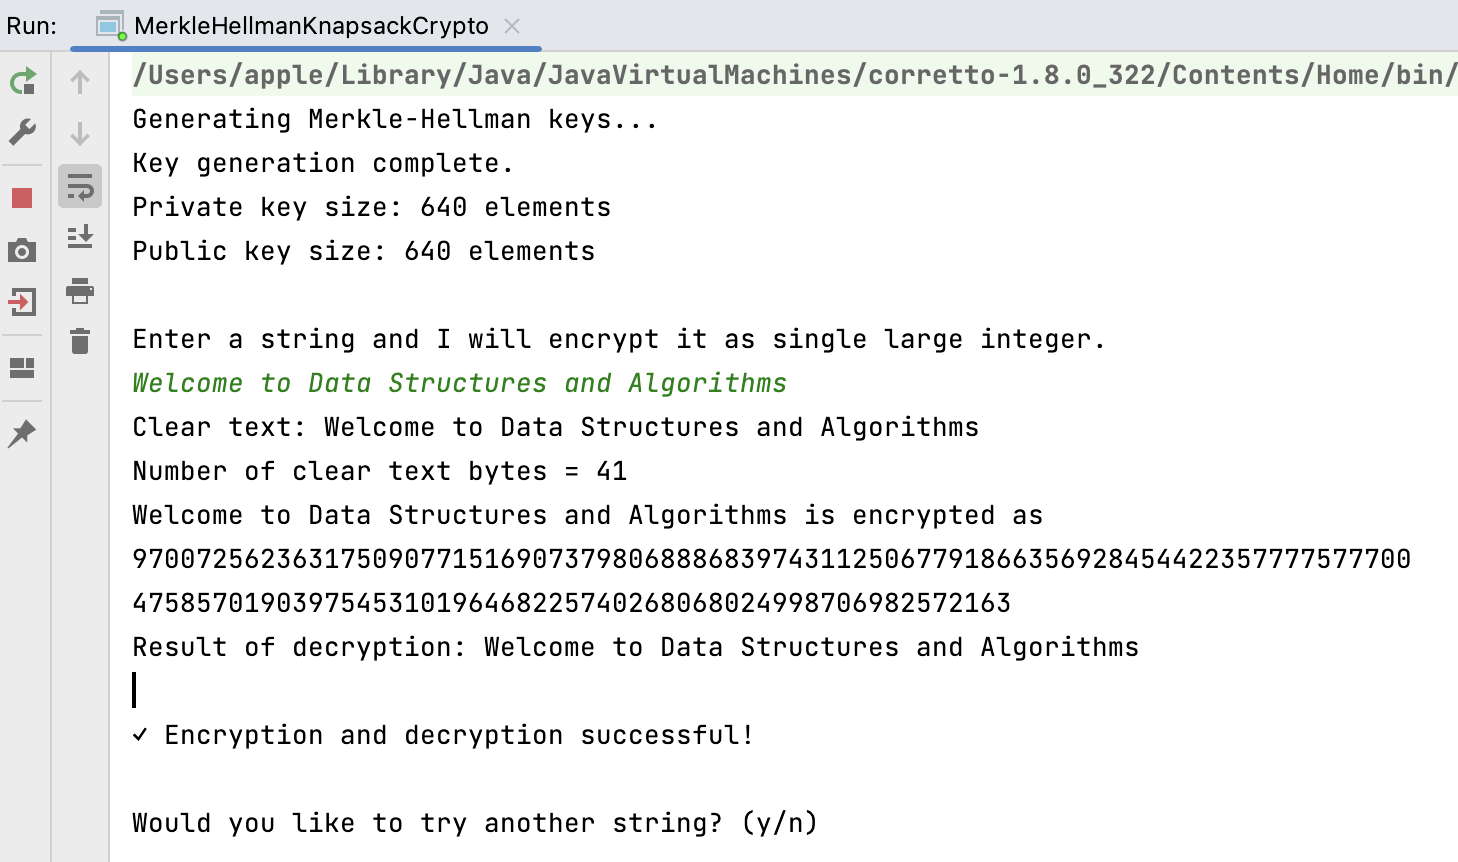 Run: MerkleHellmanKnapsackCrypto
/Users/apple/Library/Java/JavaVirtualMachines/corretto-1.8.0_322/Contents/Home/bin/
Generating Merkle-Hellman keys...
Key generation complete.
Private key size: 640 elements
Public key size: 640 elements
Enter a string and I will encrypt it as single large integer.
Welcome to Data Structures and Algorithms
Clear text: Welcome to Data Structures and Algorithms
Number of clear text bytes = 41
Welcome to Data Structures and Algorithms is encrypted as
97007256236317509077151690737980688868397431125067791866356928454422357777577700
4758570190397545310196468225740268068024998706982572163
Result of decryption: Welcome to Data Structures and Algorithms
✓ Encryption and decryption successful!
Would you like to try another string? (y/n)